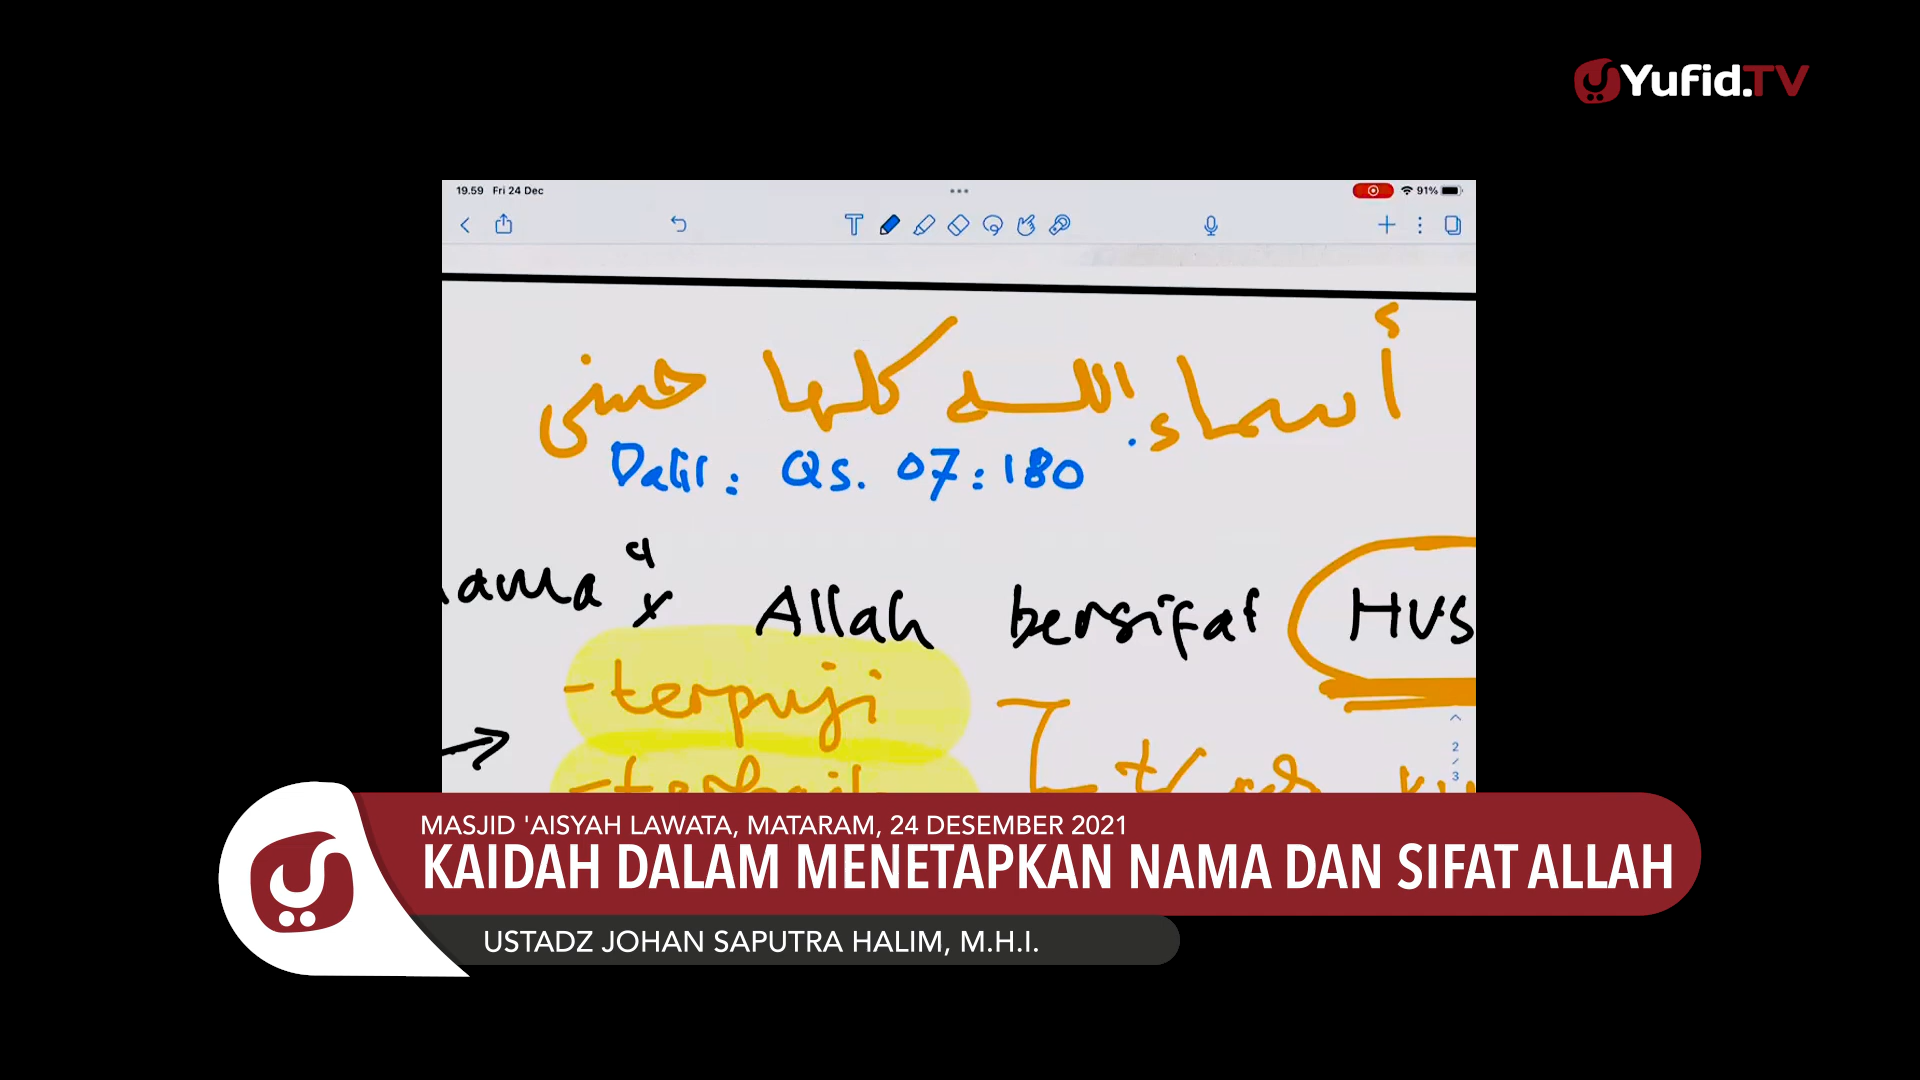 Yufid.TV
19.59 Fri 24 Dec
91%
أسماء الله كلها حسنى
Dalil: Qs. 07:180
Allah bersifat HUS
-terpuji
2
/
3
MASJID 'AISYAH LAWATA, MATARAM, 24 DESEMBER 2021
KAIDAH DALAM MENETAPKAN NAMA DAN SIFAT ALLAH
USTADZ JOHAN SAPUTRA HALIM, M.H.I.